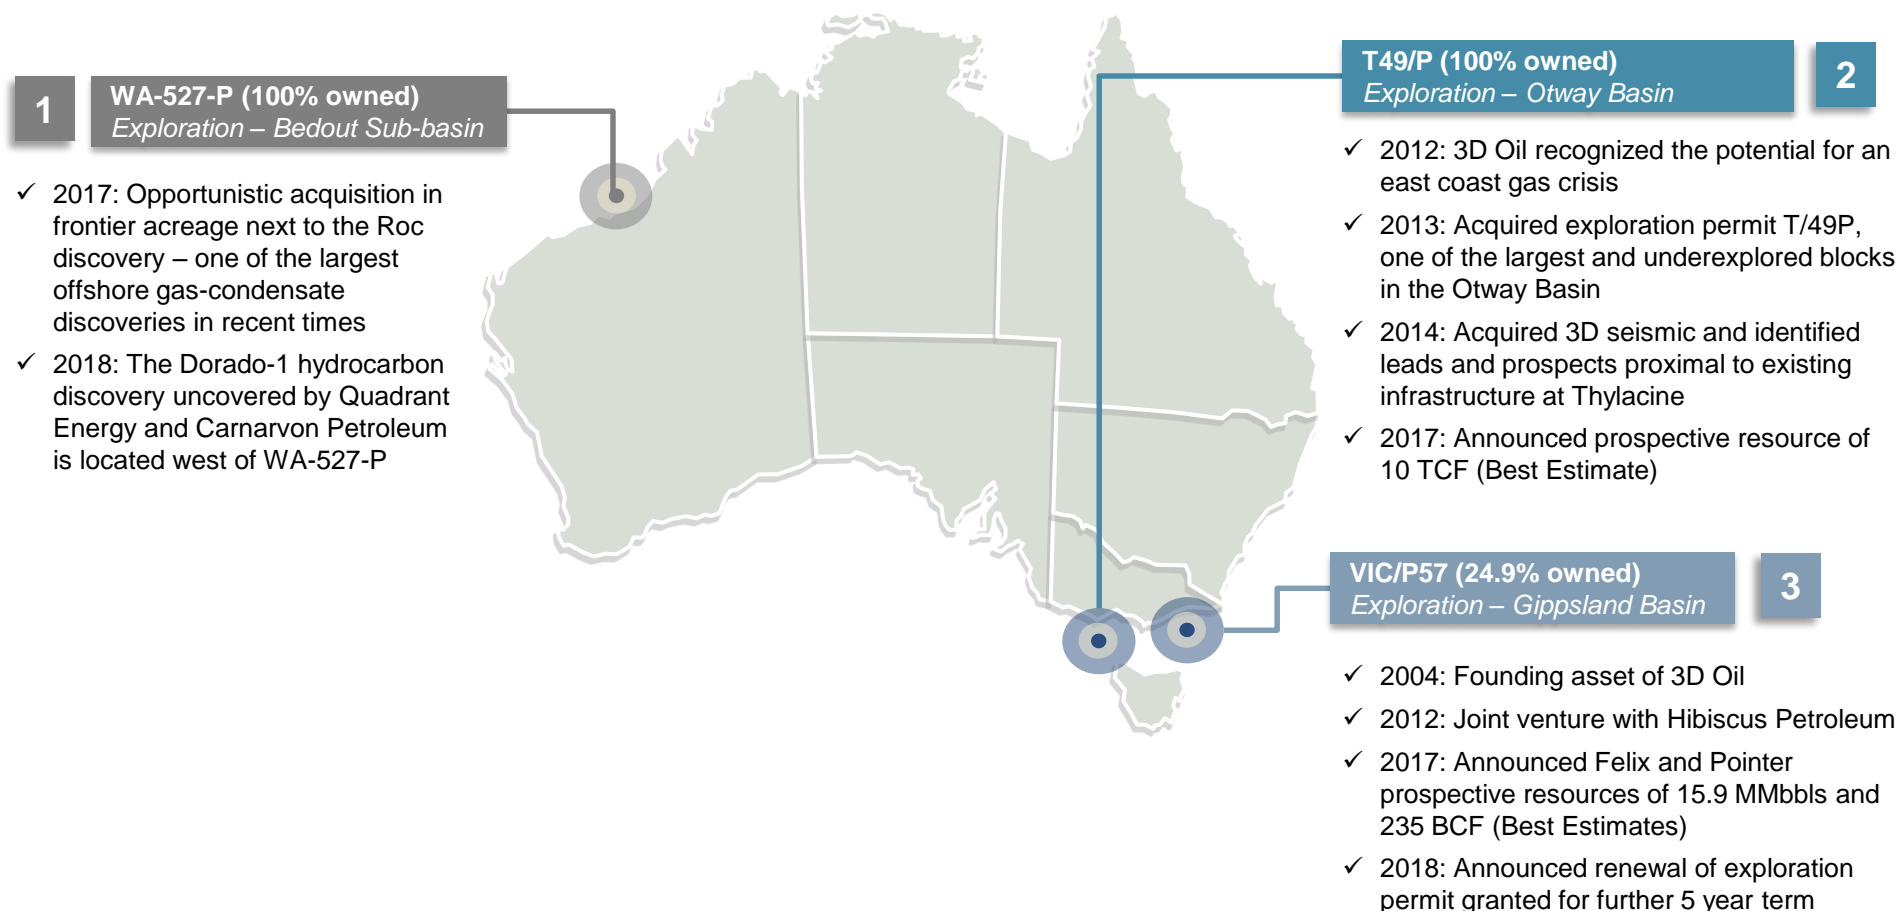 1
WA-527-P (100% owned)
Exploration – Bedout Sub-basin
✓ 2017: Opportunistic acquisition in
frontier acreage next to the Roc
discovery – one of the largest
offshore gas-condensate
discoveries in recent times
✓ 2018: The Dorado-1 hydrocarbon
discovery uncovered by Quadrant
Energy and Carnarvon Petroleum
is located west of WA-527-P
T49/P (100% owned)
Exploration – Otway Basin
2
✓ 2012: 3D Oil recognized the potential for an
east coast gas crisis
✓ 2013: Acquired exploration permit T/49P,
one of the largest and underexplored blocks
in the Otway Basin
✓ 2014: Acquired 3D seismic and identified
leads and prospects proximal to existing
infrastructure at Thylacine
✓ 2017: Announced prospective resource of
10 TCF (Best Estimate)
VIC/P57 (24.9% owned)
Exploration – Gippsland Basin
3
✓ 2004: Founding asset of 3D Oil
✓ 2012: Joint venture with Hibiscus Petroleum
✓ 2017: Announced Felix and Pointer
prospective resources of 15.9 MMbbls and
235 BCF (Best Estimates)
✓ 2018: Announced renewal of exploration
permit granted for further 5 year term